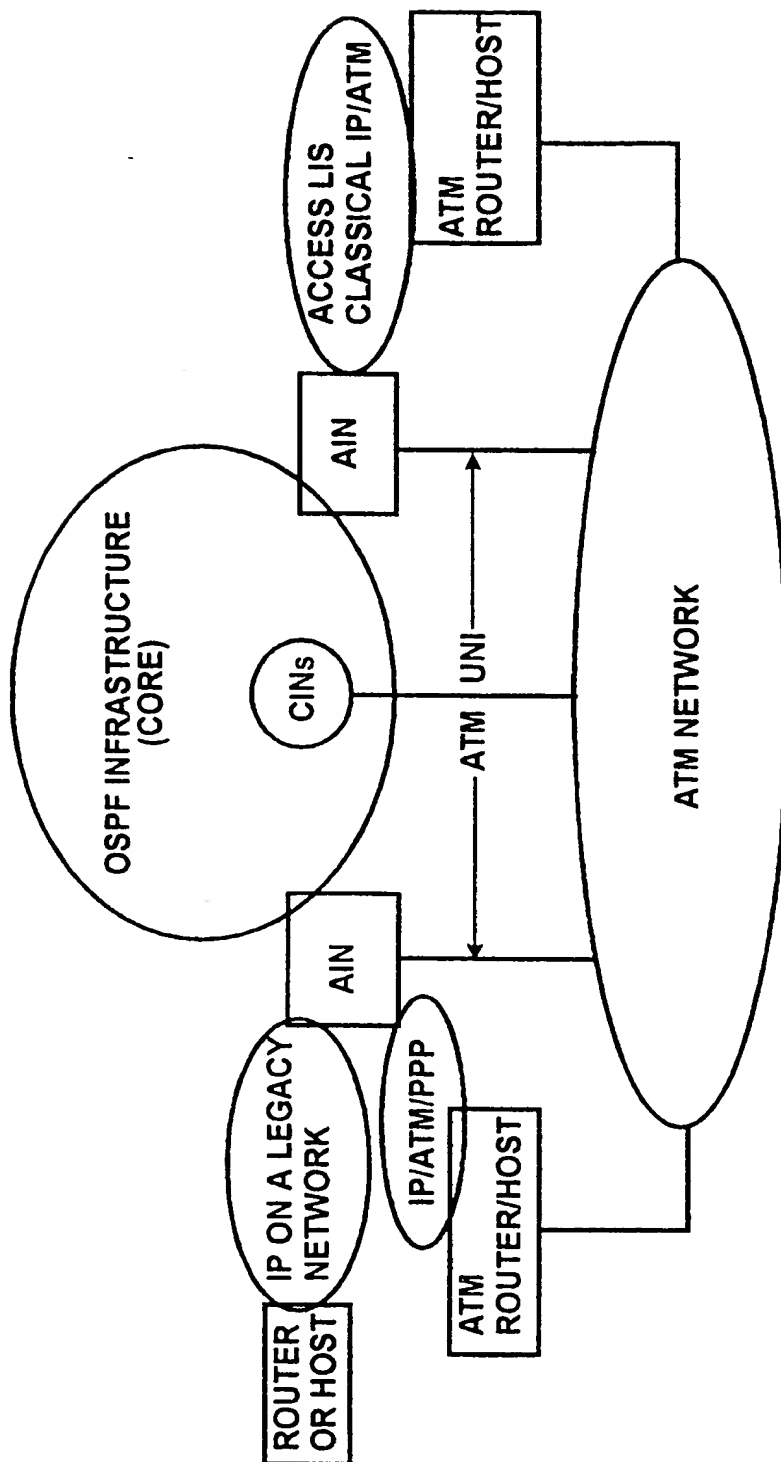 OSPF INFRASTRUCTURE
(CORE)
CINs
AIN
AIN
IP ON A LEGACY
NETWORK
ROUTER
OR HOST
IP/ATM/PPP
ATM
ROUTER/HOST
ACCESS LIS
CLASSICAL IP/ATM
ATM
ROUTER/HOST
ATM UNI
ATM NETWORK